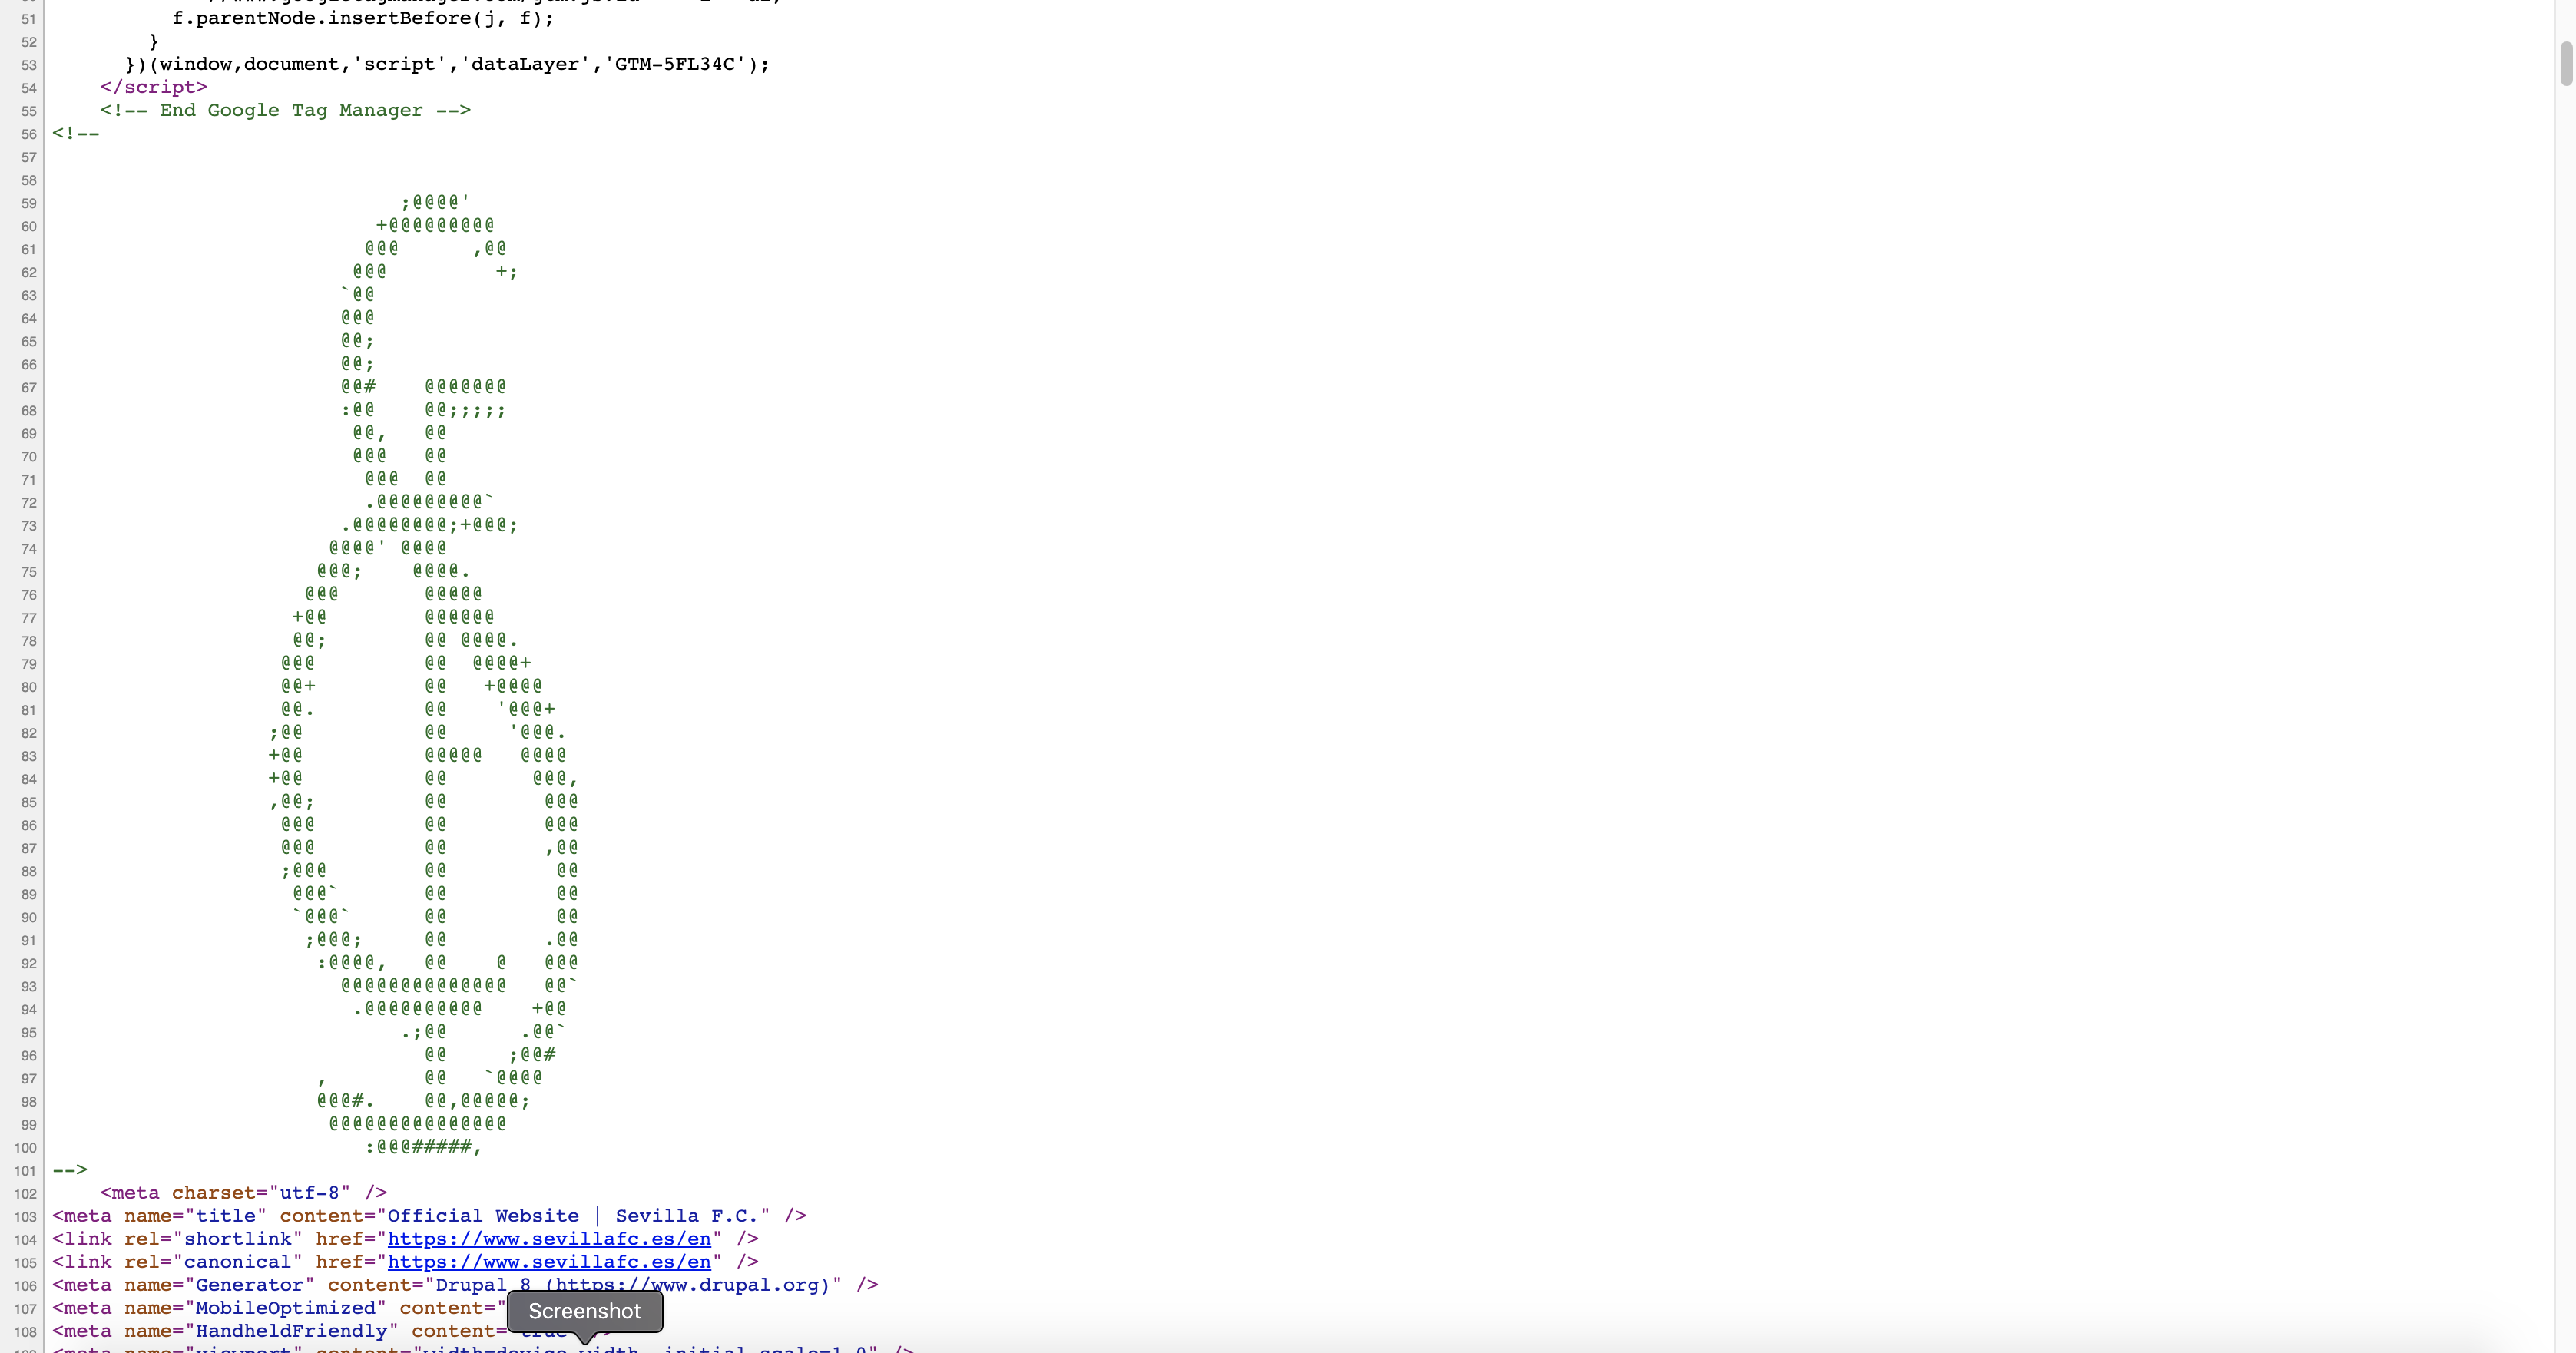 51 f.parentNode.insertBefore(j, f);
52 }
53 })(window,document,'script','dataLayer','GTM-5FL34C');
54 </script>
55 <!-- End Google Tag Manager -->
56 <!--
57
58
59 ;@@@@'
60 +@@@@@@@@@
61 @@@ ,@@
62 @@@ +;
63 `@@
64 @@@
65 @@;
66 @@;
67 @@# @@@@@@@
68 :@@ @@;;;;;
69 @@, @@
70 @@@ @@
71 @@@ @@
72 .@@@@@@@@@`
73 .@@@@@@@@;+@@@;
74 @@@@' @@@@
75 @@@; @@@@.
76 @@@ @@@@@
77 +@@ @@@@@@
78 @@; @@ @@@@.
79 @@@ @@ @@@@+
80 @@+ @@ +@@@@
81 @@. @@ '@@@+
82 ;@@ @@ '@@@.
83 +@@ @@@@@ @@@@
84 +@@ @@ @@@,
85 ,@@; @@ @@@
86 @@@ @@ @@@
87 @@@ @@ ,@@
88 ;@@@ @@ @@
89 @@@` @@ @@
90 `@@@` @@ @@
91 ;@@@; @@ .@@
92 :@@@@, @@ @ @@@
93 @@@@@@@@@@@@@@ @@`
94 .@@@@@@@@@@ +@@
95 .;@@ .@@`
96 @@ ;@@#
97 , @@ `@@@@
98 @@@#. @@,@@@@@;
99 @@@@@@@@@@@@@@@
100 :@@@#####,
101 -->
102 <meta charset="utf-8" />
103 <meta name="title" content="Official Website | Sevilla F.C." />
104 <link rel="shortlink" href="https://www.sevillafc.es/en" />
105 <link rel="canonical" href="https://www.sevillafc.es/en" />
106 <meta name="Generator" content="Drupal 8 (https://www.drupal.org)" />
107 <meta name="MobileOptimized" content="
Screenshot
108 <meta name="HandheldFriendly" content="true" />